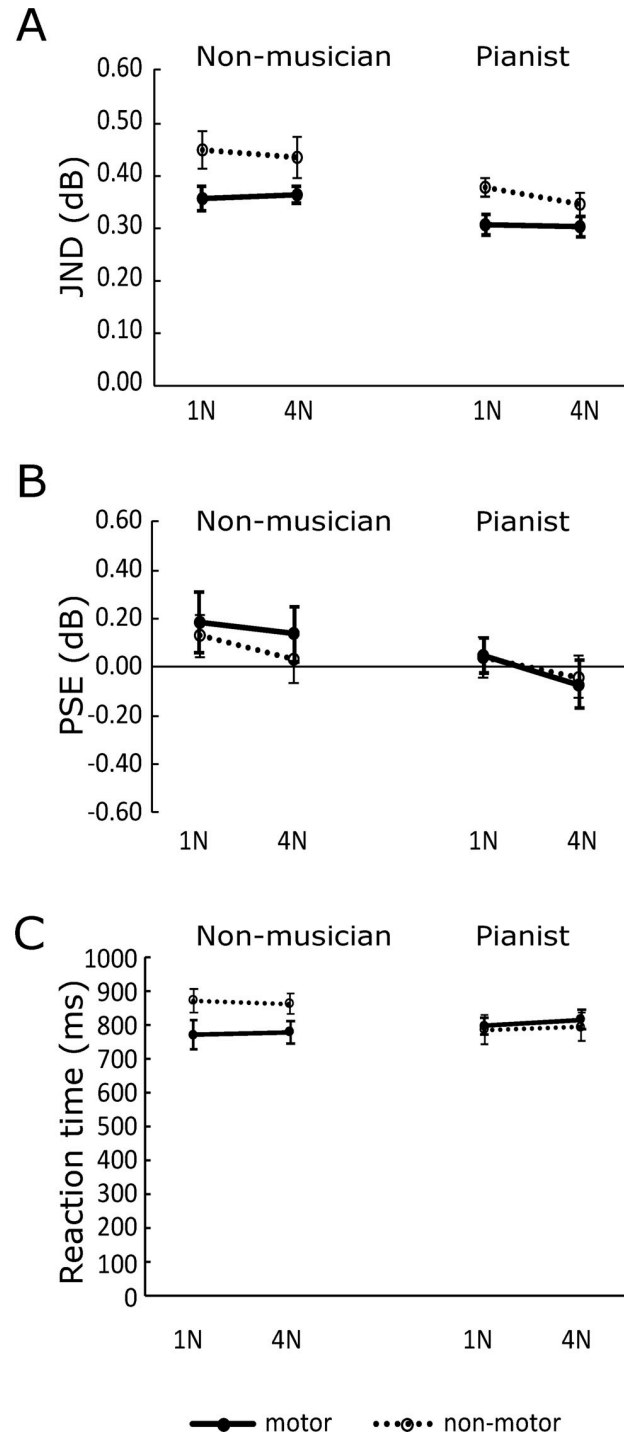 A
Non-musician Pianist
JND (dB)
0.60
0.50
0.40
0.30
0.20
0.10
0.00
1N 4N 1N 4N
B
Non-musician Pianist
PSE (dB)
0.60
0.40
0.20
0.00
-0.20
-0.40
-0.60
1N 4N 1N 4N
C
Non-musician Pianist
Reaction time (ms)
1000
900
800
700
600
500
400
300
200
100
0
1N 4N 1N 4N
motor non-motor